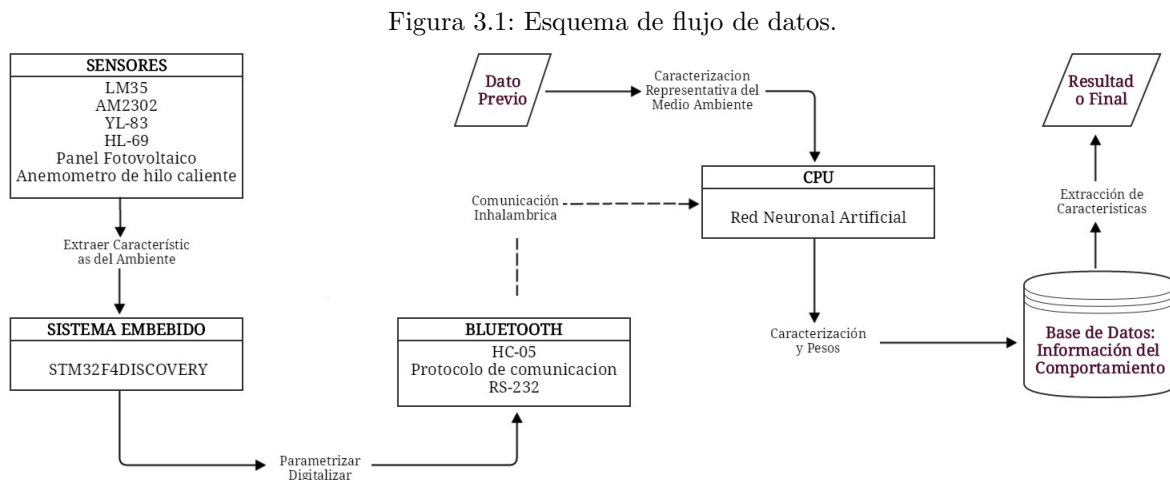 Figura 3.1: Esquema de flujo de datos.
SENSORES
LM35
AM2302
YL-83
HL-69
Panel Fotovoltaico
Anemometro de hilo caliente
Extraer Característic
as del Ambiente
SISTEMA EMBEBIDO
STM32F4DISCOVERY
Parametrizar
Digitalizar
BLUETOOTH
HC-05
Protocolo de comunicacion
RS-232
Comunicación
Inhalambrica
Dato
Previo
Caracterizacion
Representativa del
Medio Ambiente
CPU
Red Neuronal Artificial
Caracterización
y Pesos
Base de Datos:
Información del
Comportamiento
Extracción de
Caracteristicas
Resultad
o Final